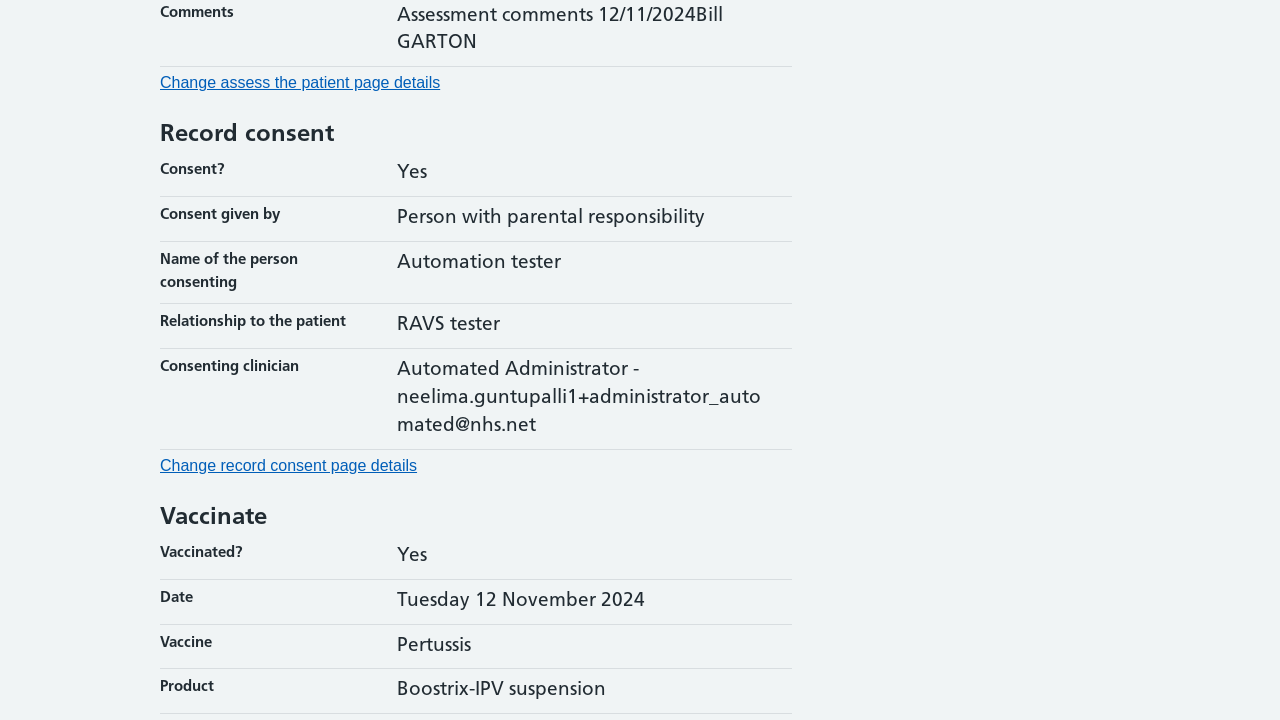 Comments
Assessment comments 12/11/2024Bill
GARTON
Change assess the patient page details
Record consent
Consent?
Yes
Consent given by
Person with parental responsibility
Name of the person
consenting
Automation tester
Relationship to the patient
RAVS tester
Consenting clinician
Automated Administrator -
neelima.guntupalli1+administrator_auto
mated@nhs.net
Change record consent page details
Vaccinate
Vaccinated?
Yes
Date
Tuesday 12 November 2024
Vaccine
Pertussis
Product
Boostrix-IPV suspension